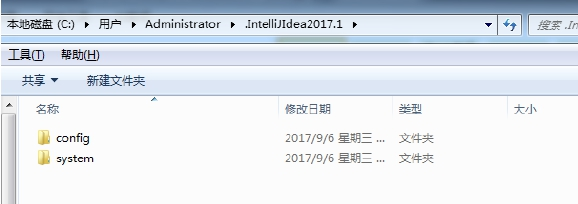 本地磁盘 (C:) ▸ 用户 ▸ Administrator ▸ .IntelliJIdea2017.1 ▸ 搜索 .In
工具(T) 帮助(H)
共享 新建文件夹
名称 修改日期 类型 大小
config 2017/9/6 星期三 ... 文件夹
system 2017/9/6 星期三 ... 文件夹